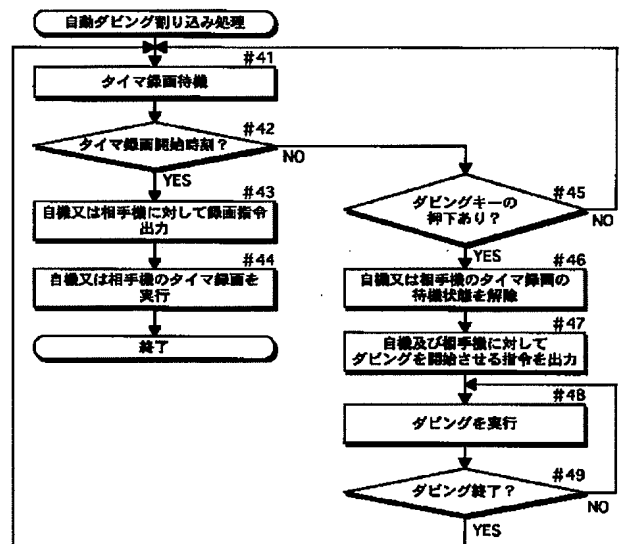 自動ダビング割り込み処理
#41
タイマ録画待機
#42
タイマ録画開始時刻?
NO
YES
#43
自機又は相手機に対して録画指令
出力
#44
自機又は相手機のタイマ録画を
実行
終了
#45
ダビングキーの
押下あり?
NO
YES
#46
自機又は相手機のタイマ録画の
待機状態を解除
#47
自機及び相手機に対して
ダビングを開始させる指令を出力
#48
ダビングを実行
#49
ダビング終了?
NO
YES